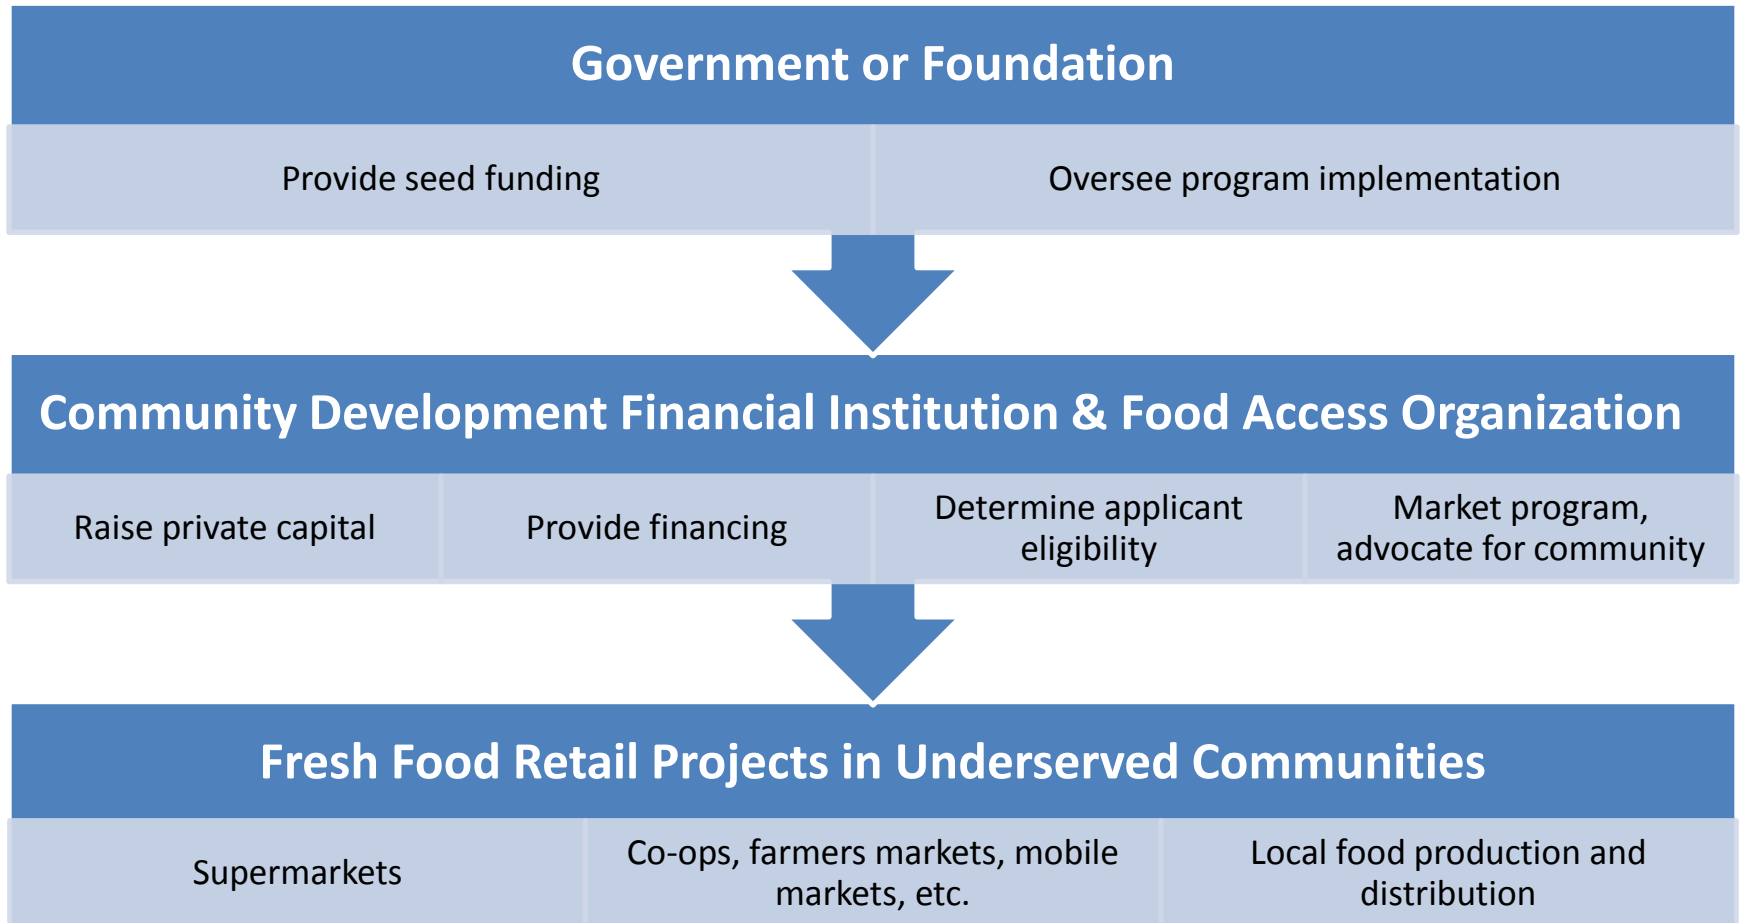 Government or Foundation
Provide seed funding
Oversee program implementation
Community Development Financial Institution & Food Access Organization
Raise private capital
Provide financing
Determine applicant
eligibility
Market program,
advocate for community
Fresh Food Retail Projects in Underserved Communities
Supermarkets
Co-ops, farmers markets, mobile
markets, etc.
Local food production and
distribution